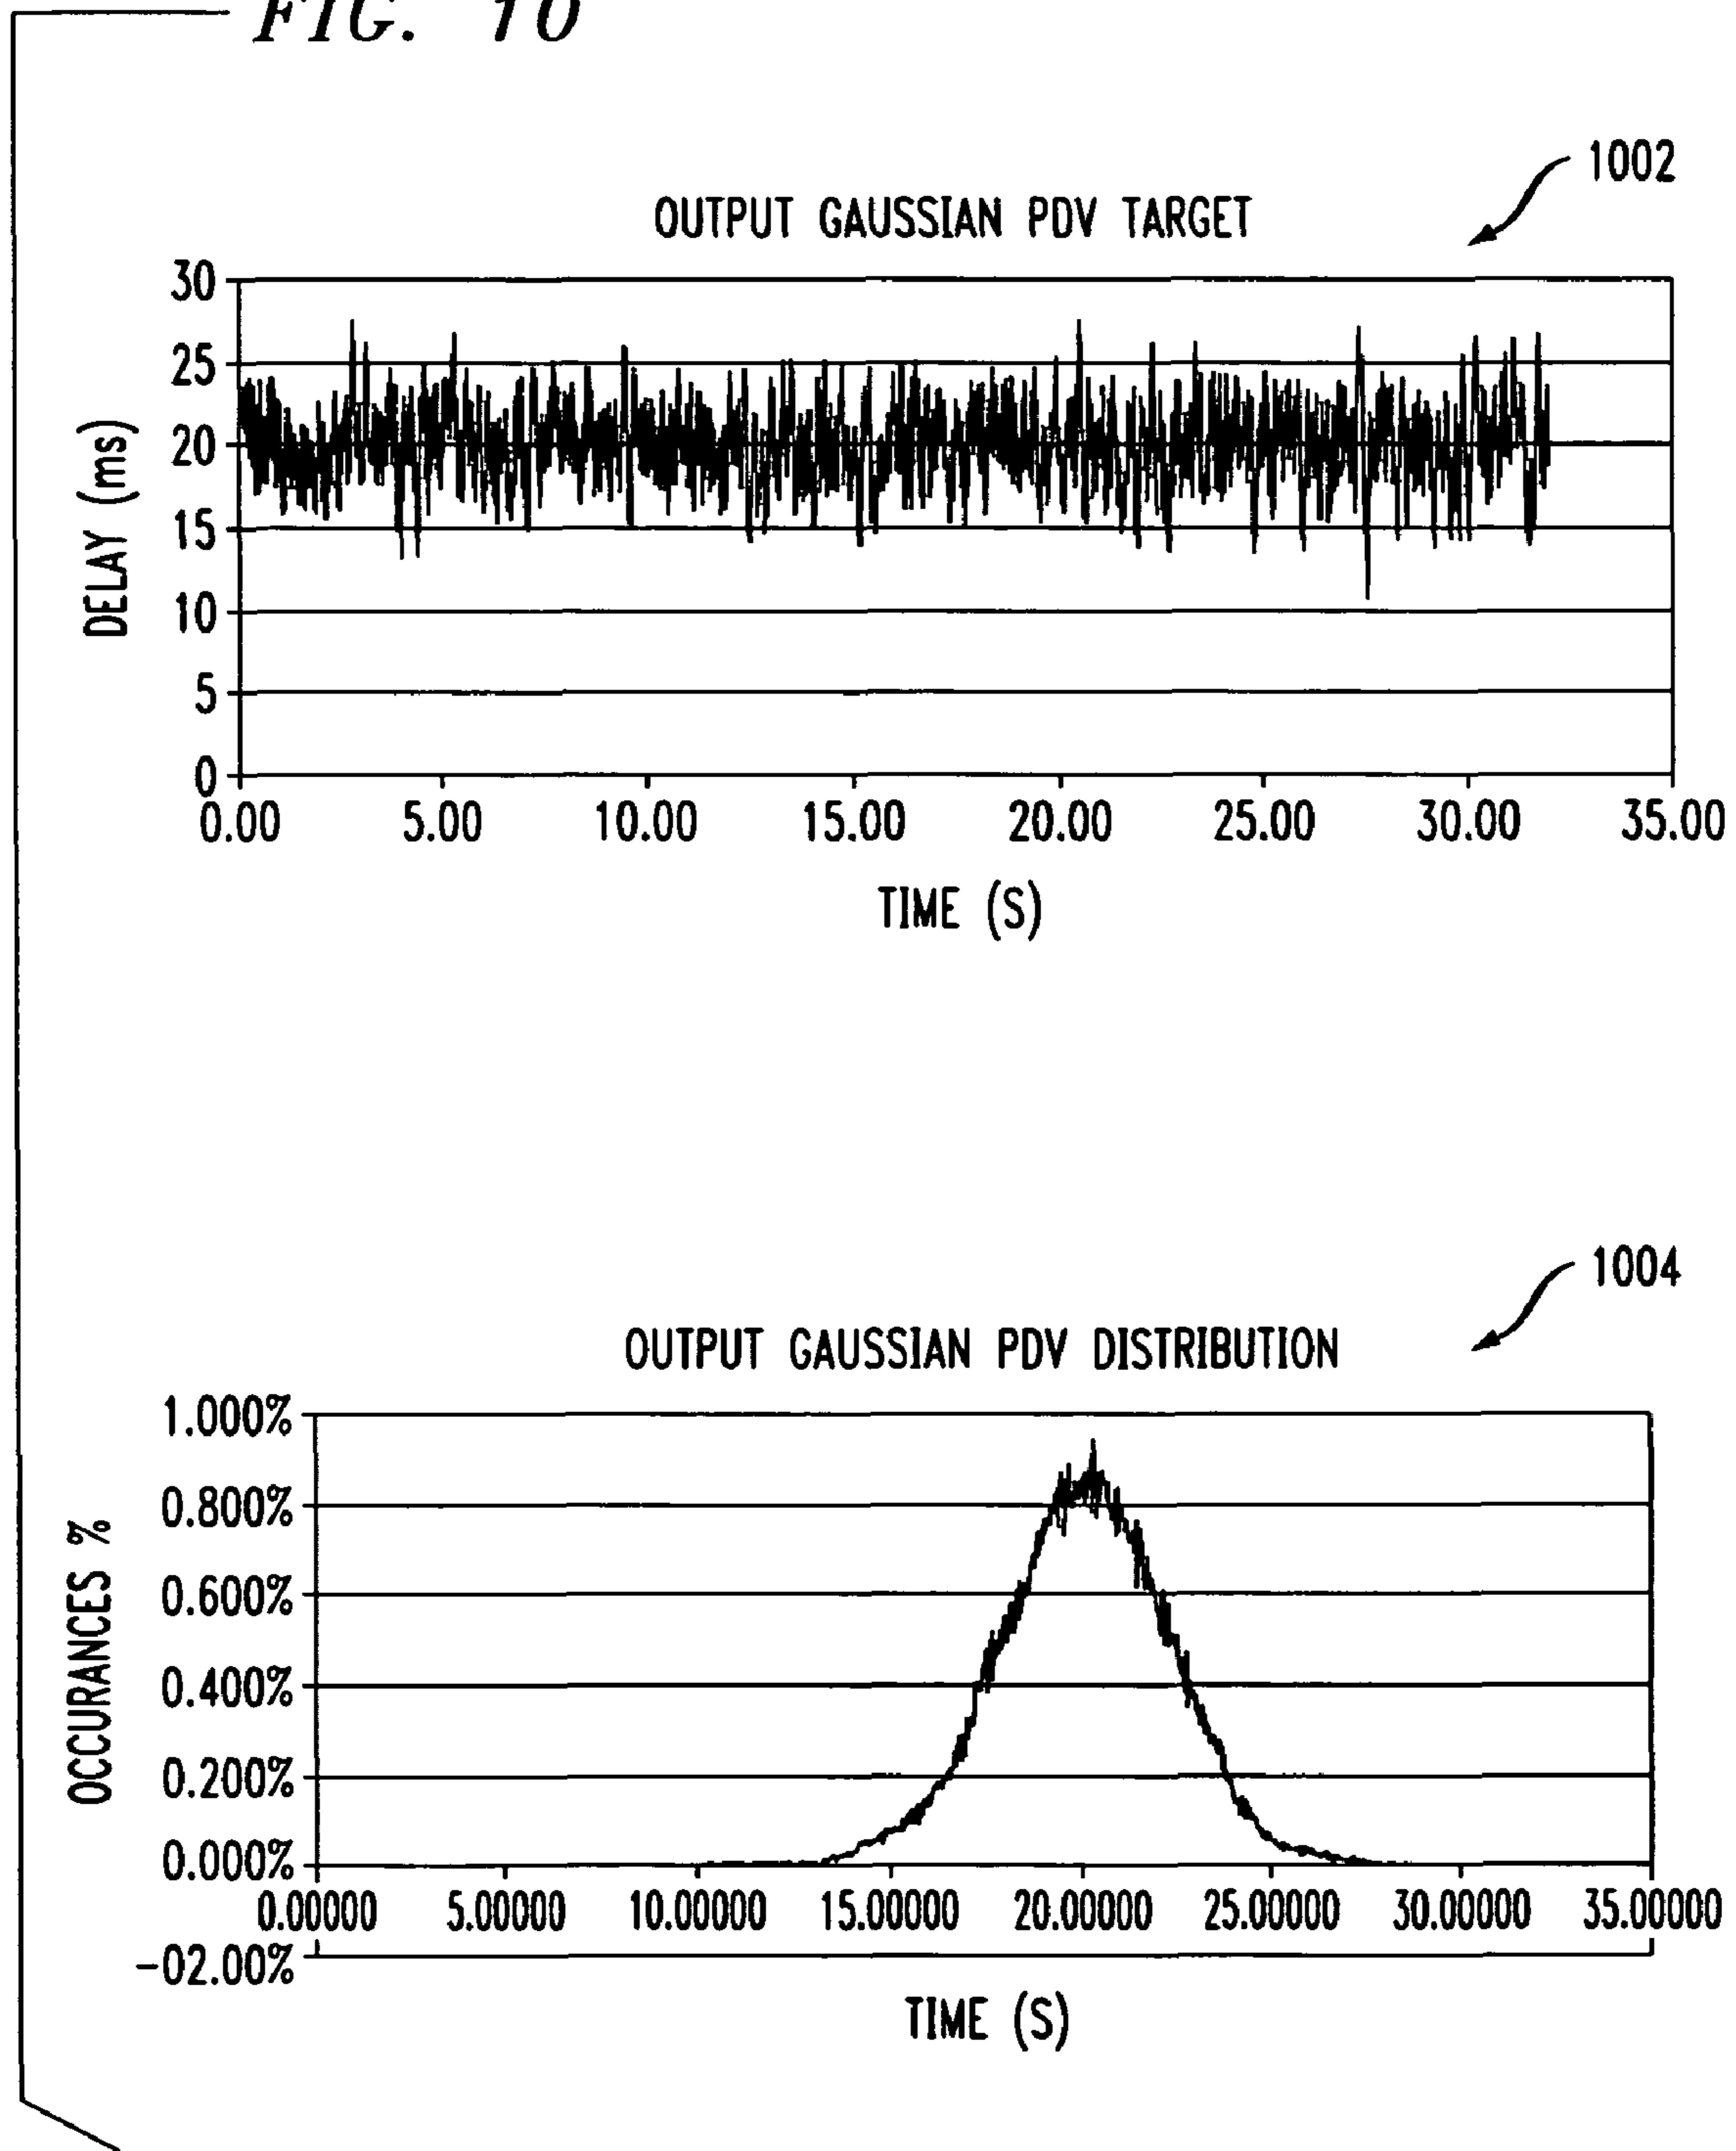 FIG. 10
1002
OUTPUT GAUSSIAN PDV TARGET
30
25
20
15
10
5
0
DELAY (ms)
0.00 5.00 10.00 15.00 20.00 25.00 30.00 35.00
TIME (S)
1004
OUTPUT GAUSSIAN PDV DISTRIBUTION
1.000%
0.800%
0.600%
0.400%
0.200%
0.000%
OCCURANCES %
0.00000 5.00000 10.00000 15.00000 20.00000 25.00000 30.00000 35.00000
-02.00%
TIME (S)